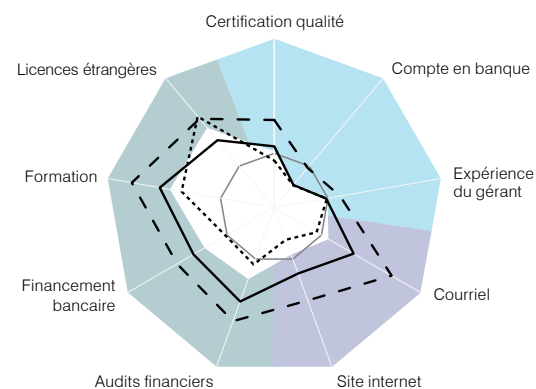 Certification qualité
Licences étrangères
Compte en banque
Formation
Expérience
du gérant
Financement
bancaire
Courriel
Audits financiers
Site internet